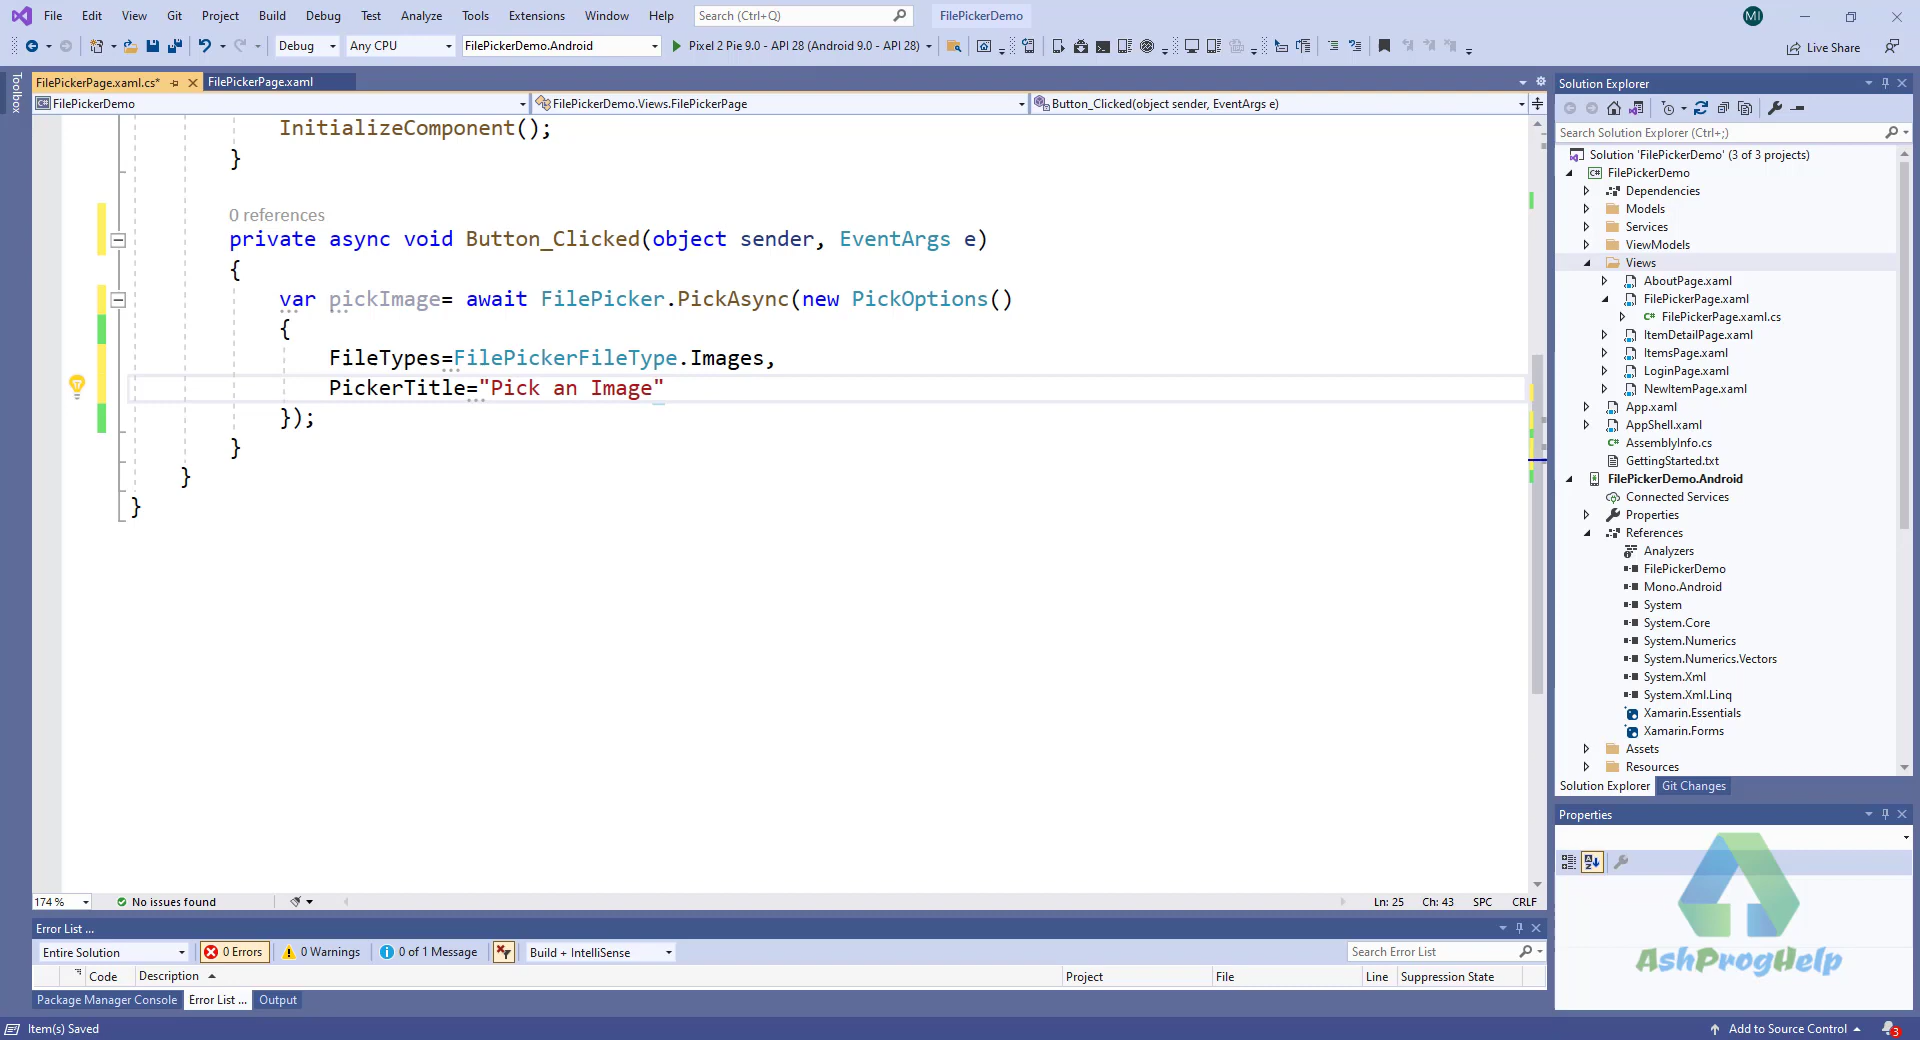 File Edit View Git Project Build Debug Test Analyze Tools Extensions Window Help Search (Ctrl+Q) FilePickerDemo MI
Debug Any CPU FilePickerDemo.Android Pixel 2 Pie 9.0 - API 28 (Android 9.0 - API 28) Live Share
Toolbox
FilePickerPage.xaml.cs* FilePickerPage.xaml
FilePickerDemo FilePickerDemo.Views.FilePickerPage Button_Clicked(object sender, EventArgs e)
InitializeComponent();
}
0 references
private async void Button_Clicked(object sender, EventArgs e)
{
var pickImage= await FilePicker.PickAsync(new PickOptions()
{
FileTypes=FilePickerFileType.Images,
PickerTitle="Pick an Image"
});
}
}
}
174 % No issues found Ln: 25 Ch: 43 SPC CRLF
Error List ...
Entire Solution 0 Errors 0 Warnings 0 of 1 Message Build + IntelliSense Search Error List
Code Description Project File Line Suppression State
Package Manager Console Error List ... Output
Item(s) Saved Add to Source Control 3
Solution Explorer
Search Solution Explorer (Ctrl+;)
Solution 'FilePickerDemo' (3 of 3 projects)
FilePickerDemo
Dependencies
Models
Services
ViewModels
Views
AboutPage.xaml
FilePickerPage.xaml
FilePickerPage.xaml.cs
ItemDetailPage.xaml
ItemsPage.xaml
LoginPage.xaml
NewItemPage.xaml
App.xaml
AppShell.xaml
AssemblyInfo.cs
GettingStarted.txt
FilePickerDemo.Android
Connected Services
Properties
References
Analyzers
FilePickerDemo
Mono.Android
System
System.Core
System.Numerics
System.Numerics.Vectors
System.Xml
System.Xml.Linq
Xamarin.Essentials
Xamarin.Forms
Assets
Resources
Solution Explorer Git Changes
Properties
AshProgHelp